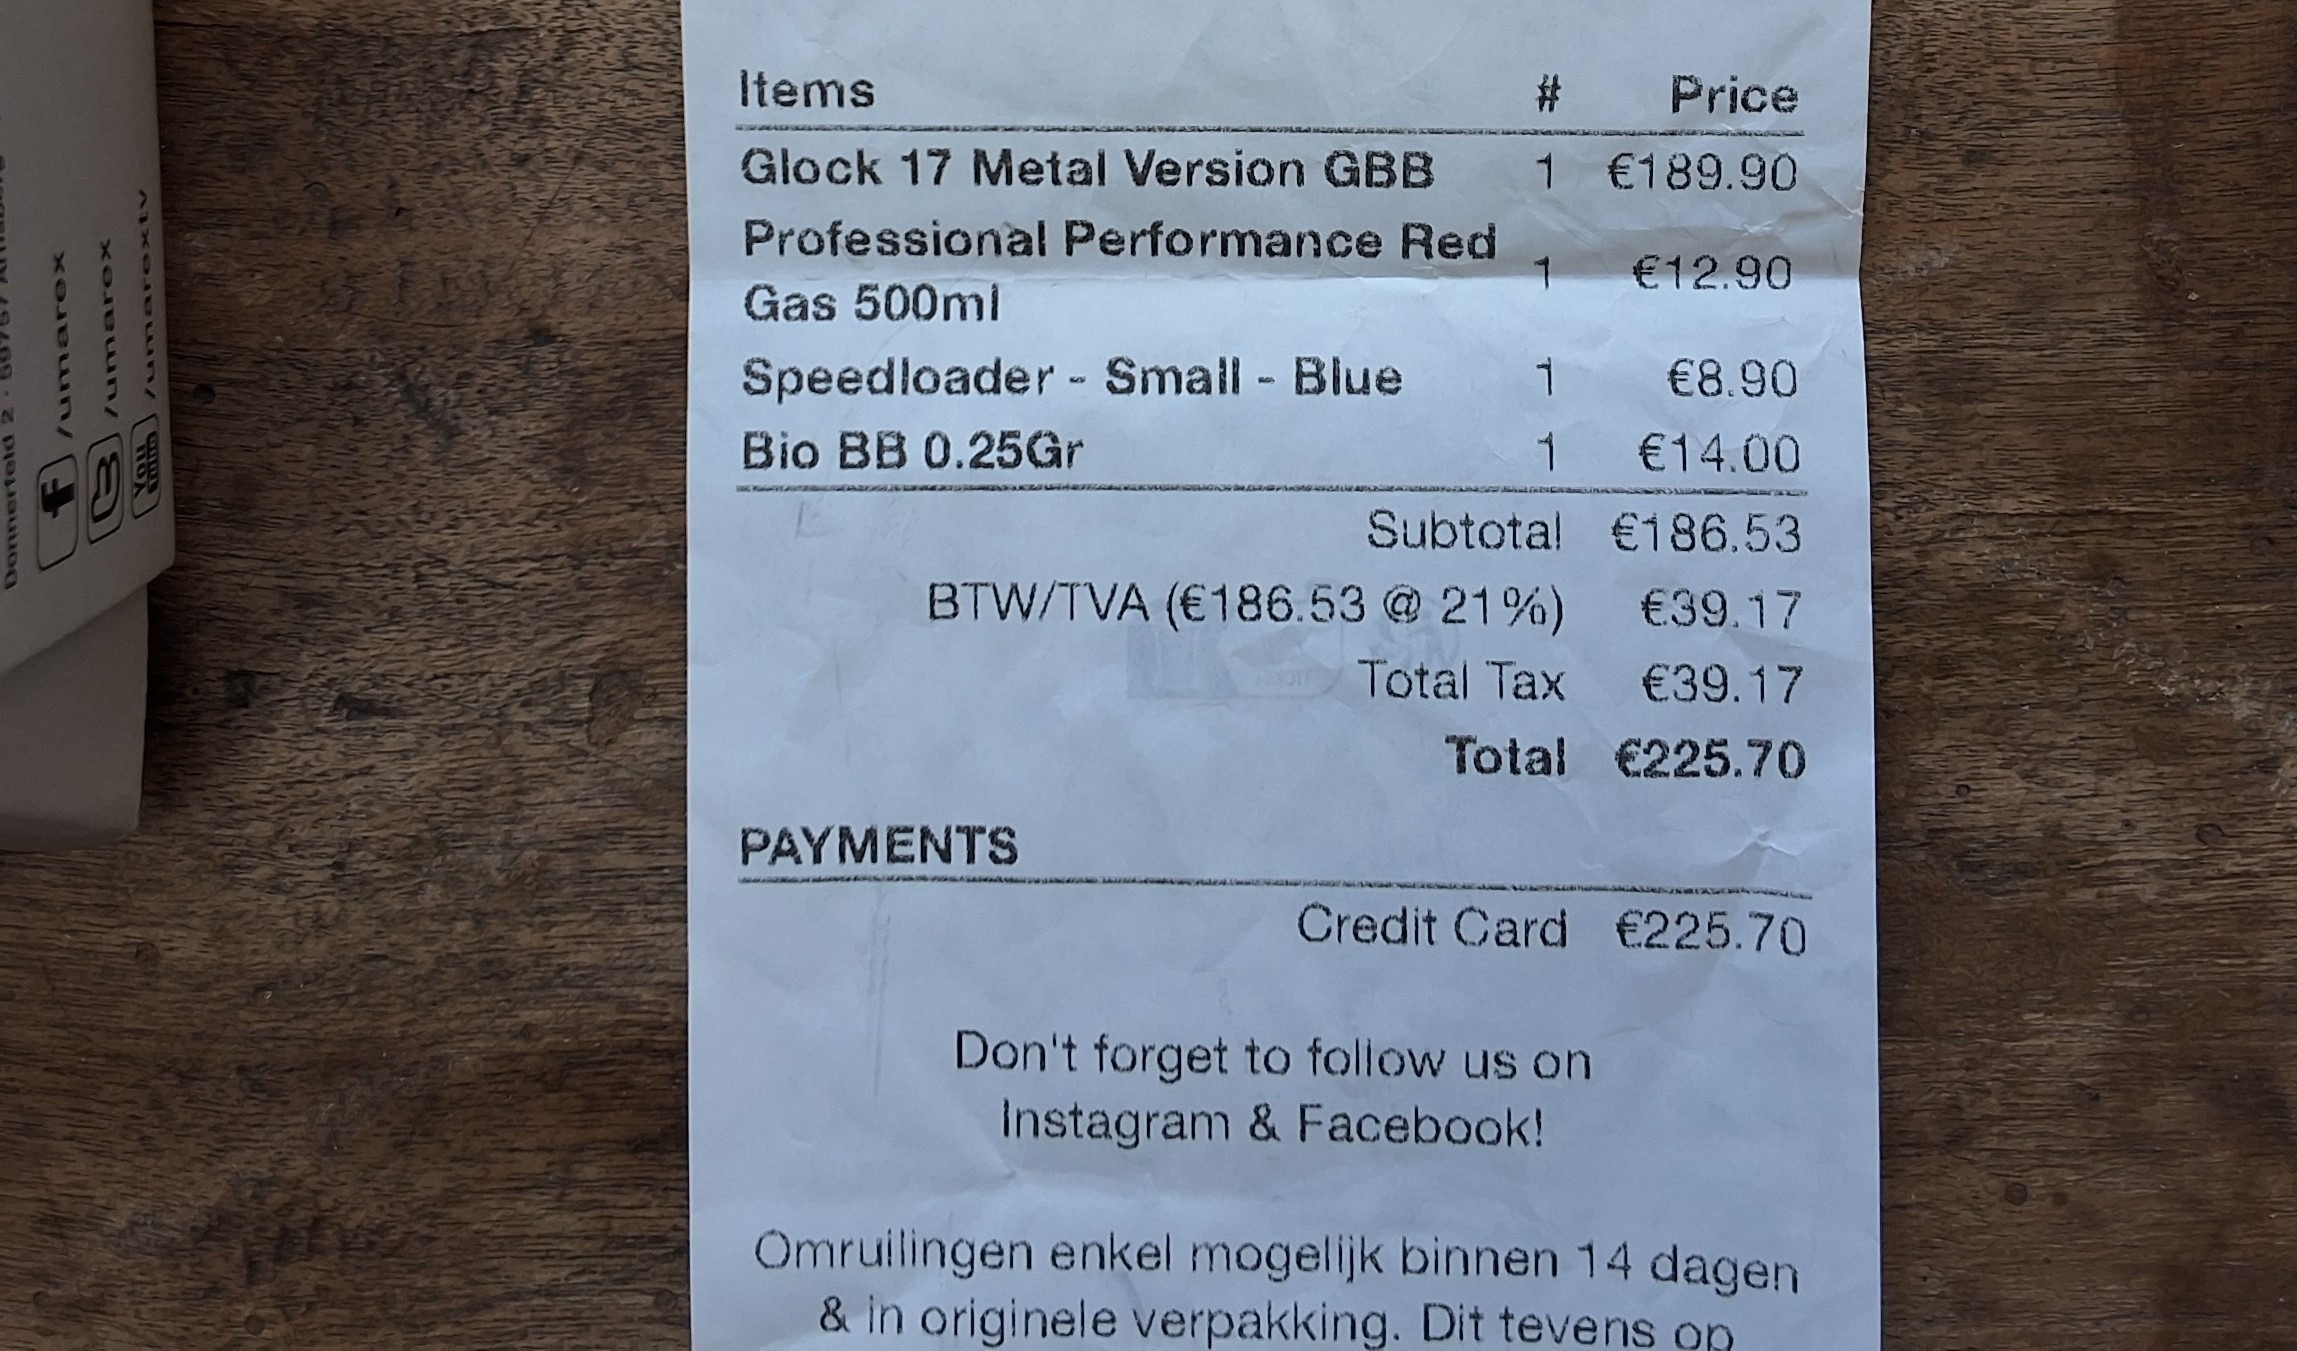 Items # Price
Glock 17 Metal Version GBB 1 €189.90
Professional Performance Red
Gas 500ml 1 €12.90
Speedloader - Small - Blue 1 €8.90
Bio BB 0.25Gr 1 €14.00
Subtotal €186.53
BTW/TVA (€186.53 @ 21%) €39.17
Total Tax €39.17
Total €225.70
PAYMENTS
Credit Card €225.70
Don't forget to follow us on
Instagram & Facebook!
Omruilingen enkel mogelijk binnen 14 dagen
& in originele verpakking. Dit tevens op
Donnerfeld 2
/umarex
/umarex
You
/umarextv